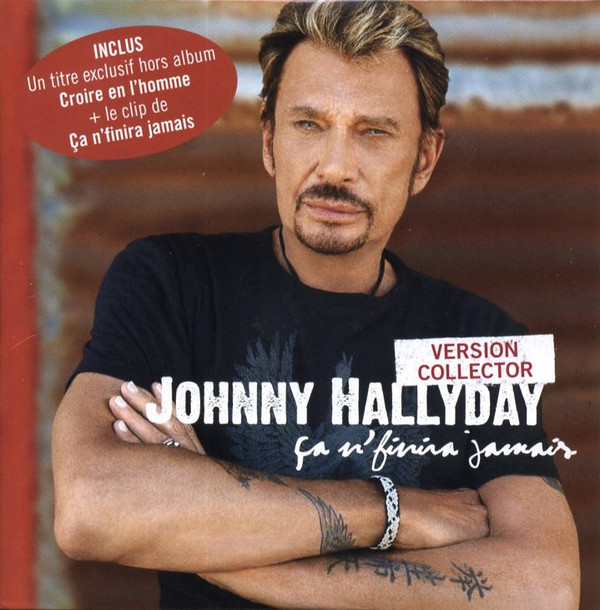 INCLUS
Un titre exclusif hors album
Croire en l'homme
+ le clip de
Ça n'finira jamais
VERSION
COLLECTOR
JOHNNY HALLYDAY
Ça n'finira jamais